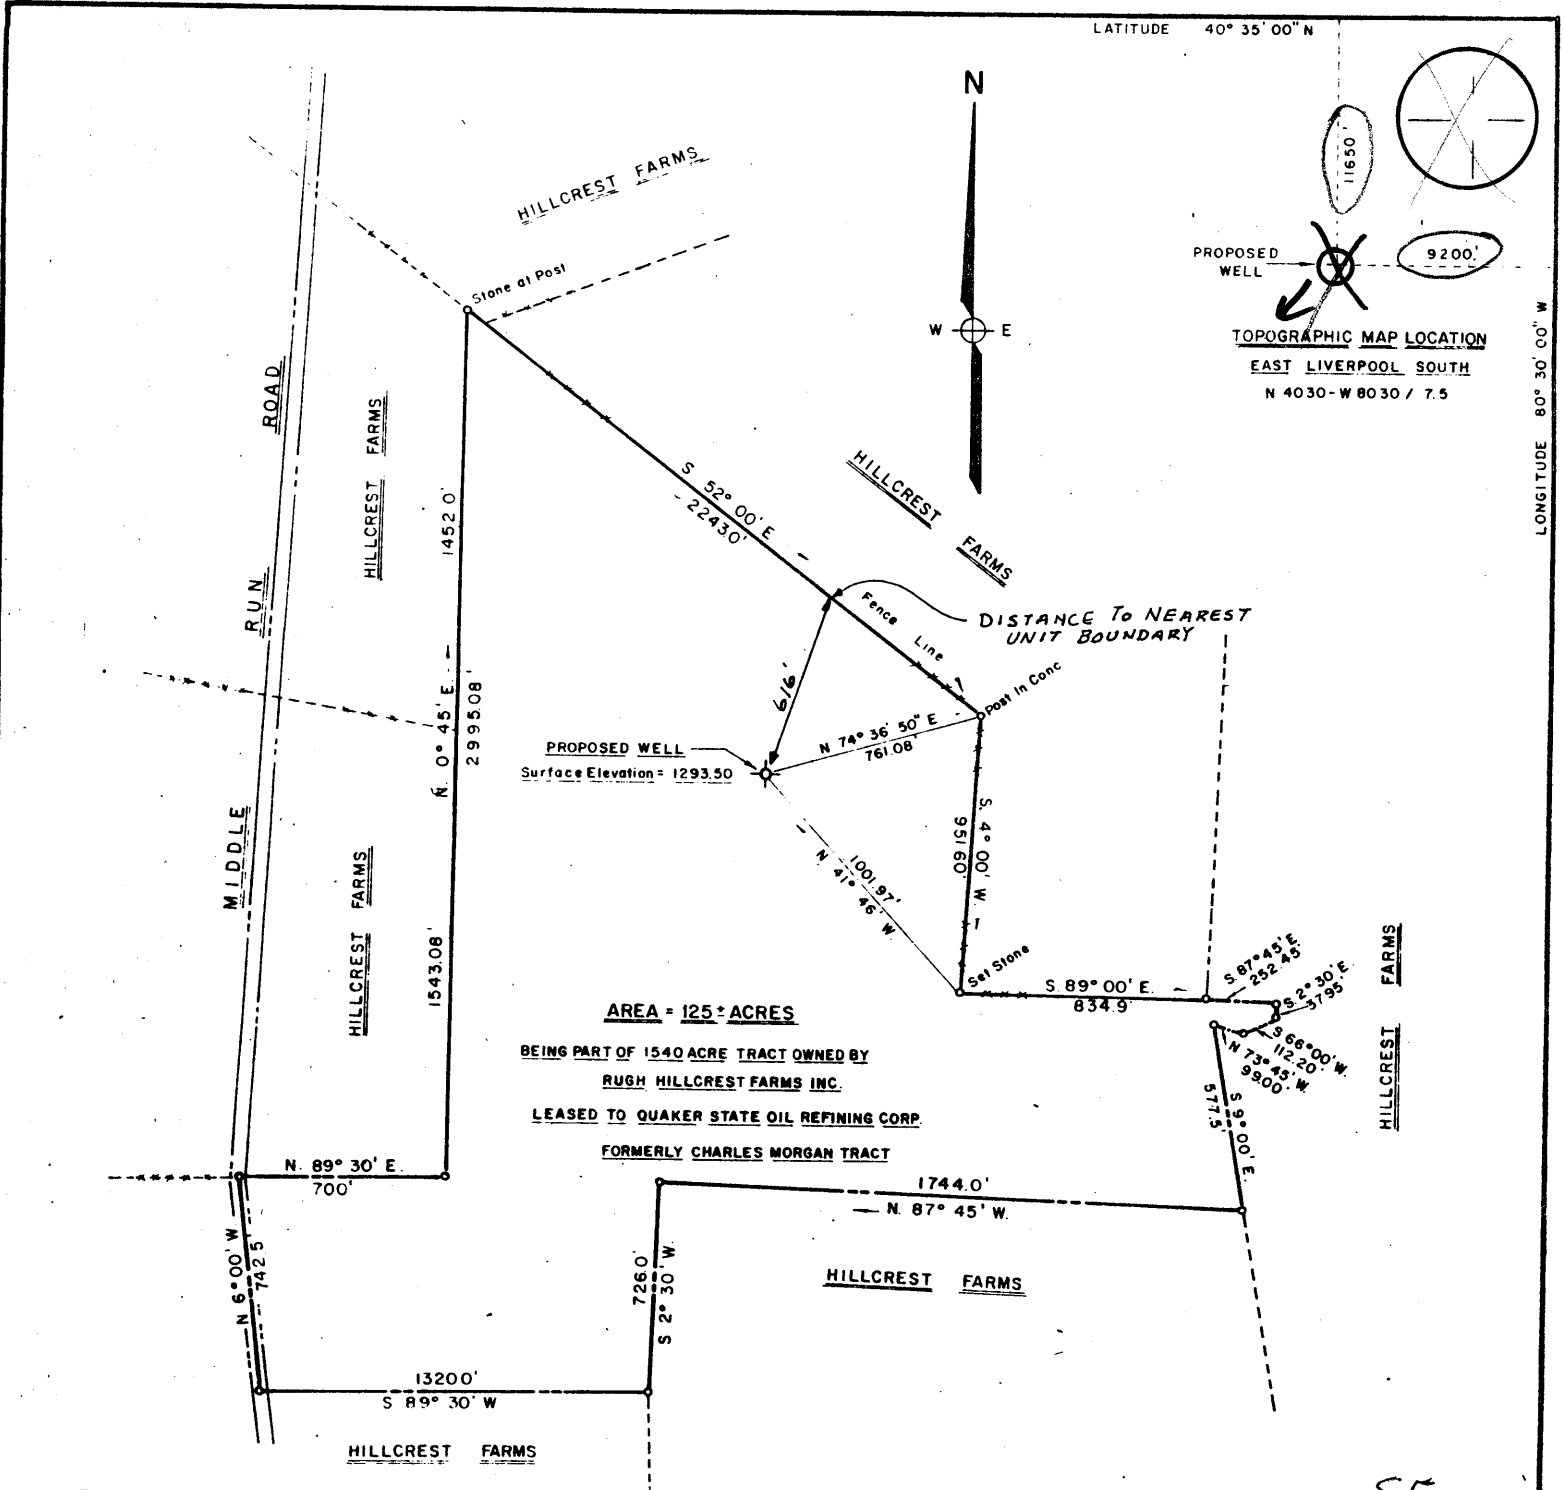 LATITUDE 40° 35' 00" N
N
11650'
PROPOSED
WELL
9200'
TOPOGRAPHIC MAP LOCATION
EAST LIVERPOOL SOUTH
N 4030-W 8030 / 7.5
LONGITUDE 80° 30' 00" W
W E
HILLCREST FARMS
Stone at Post
MIDDLE RUN ROAD
HILLCREST FARMS
1452.0'
N. 0° 45' E.
2995.08'
S 52° 00' E
2243.0'
HILLCREST
FARMS
Fence Line
DISTANCE TO NEAREST
UNIT BOUNDARY
616'
Post In Conc
N 74° 36' 50" E
761.08'
PROPOSED WELL
Surface Elevation = 1293.50
S. 4° 00' W.
951.60'
1001.97'
N. 41° 46' W.
HILLCREST FARMS
1543.08'
Set Stone
S. 89° 00' E.
834.9'
S. 87° 45' E.
252.45'
S. 2° 30' E.
37.95'
S 66° 00' W.
112.20'
N 73° 45' W.
99.00'
HILLCREST FARMS
S 9° 00' E.
577.5'
AREA = 125± ACRES
BEING PART OF 1540 ACRE TRACT OWNED BY
RUGH HILLCREST FARMS INC.
LEASED TO QUAKER STATE OIL REFINING CORP.
FORMERLY CHARLES MORGAN TRACT
N. 89° 30' E.
700'
1744.0'
N. 87° 45' W.
N 6° 00' W
742.5'
726.0'
S 2° 30' W.
HILLCREST FARMS
1320.0'
S 89° 30' W
HILLCREST FARMS